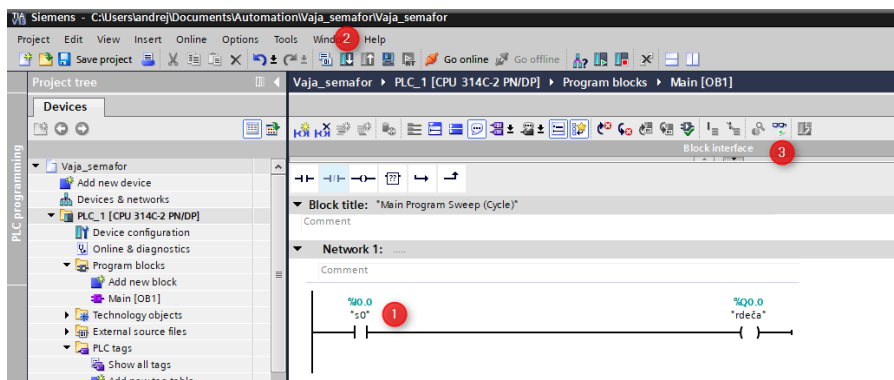 Siemens - C:\Users\andrej\Documents\Automation\Vaja_semafor\Vaja_semafor
Project Edit View Insert Online Options Tools Window Help
2
Save project Go online Go offline
Project tree
Vaja_semafor PLC_1 [CPU 314C-2 PN/DP] Program blocks Main [OB1]
Devices
Block interface
3
PLC programming
Vaja_semafor
Add new device
Devices & networks
PLC_1 [CPU 314C-2 PN/DP]
Device configuration
Online & diagnostics
Program blocks
Add new block
Main [OB1]
Technology objects
External source files
PLC tags
Show all tags
Add new tag table
??
Block title: "Main Program Sweep (Cycle)"
Comment
Network 1: .....
Comment
%I0.0
"s0"
1
%Q0.0
"rdeča"